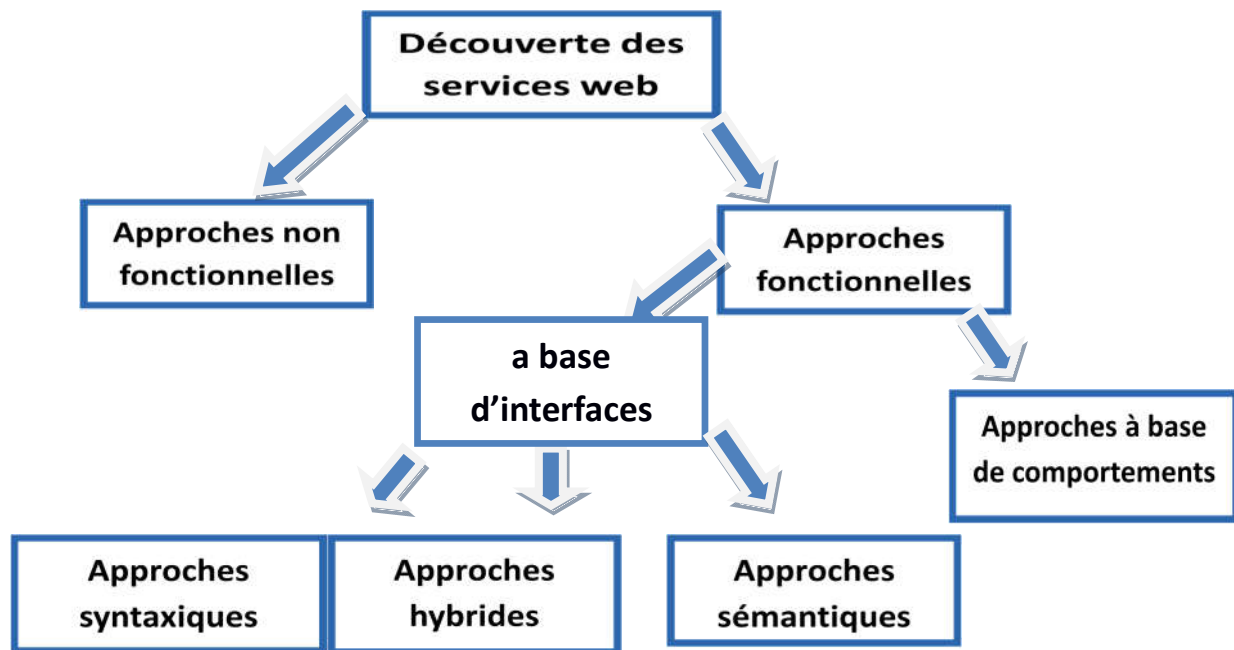 Découverte des
services web
Approches non
fonctionnelles
Approches
fonctionnelles
a base
d’interfaces
Approches à base
de comportements
Approches
syntaxiques
Approches
hybrides
Approches
sémantiques